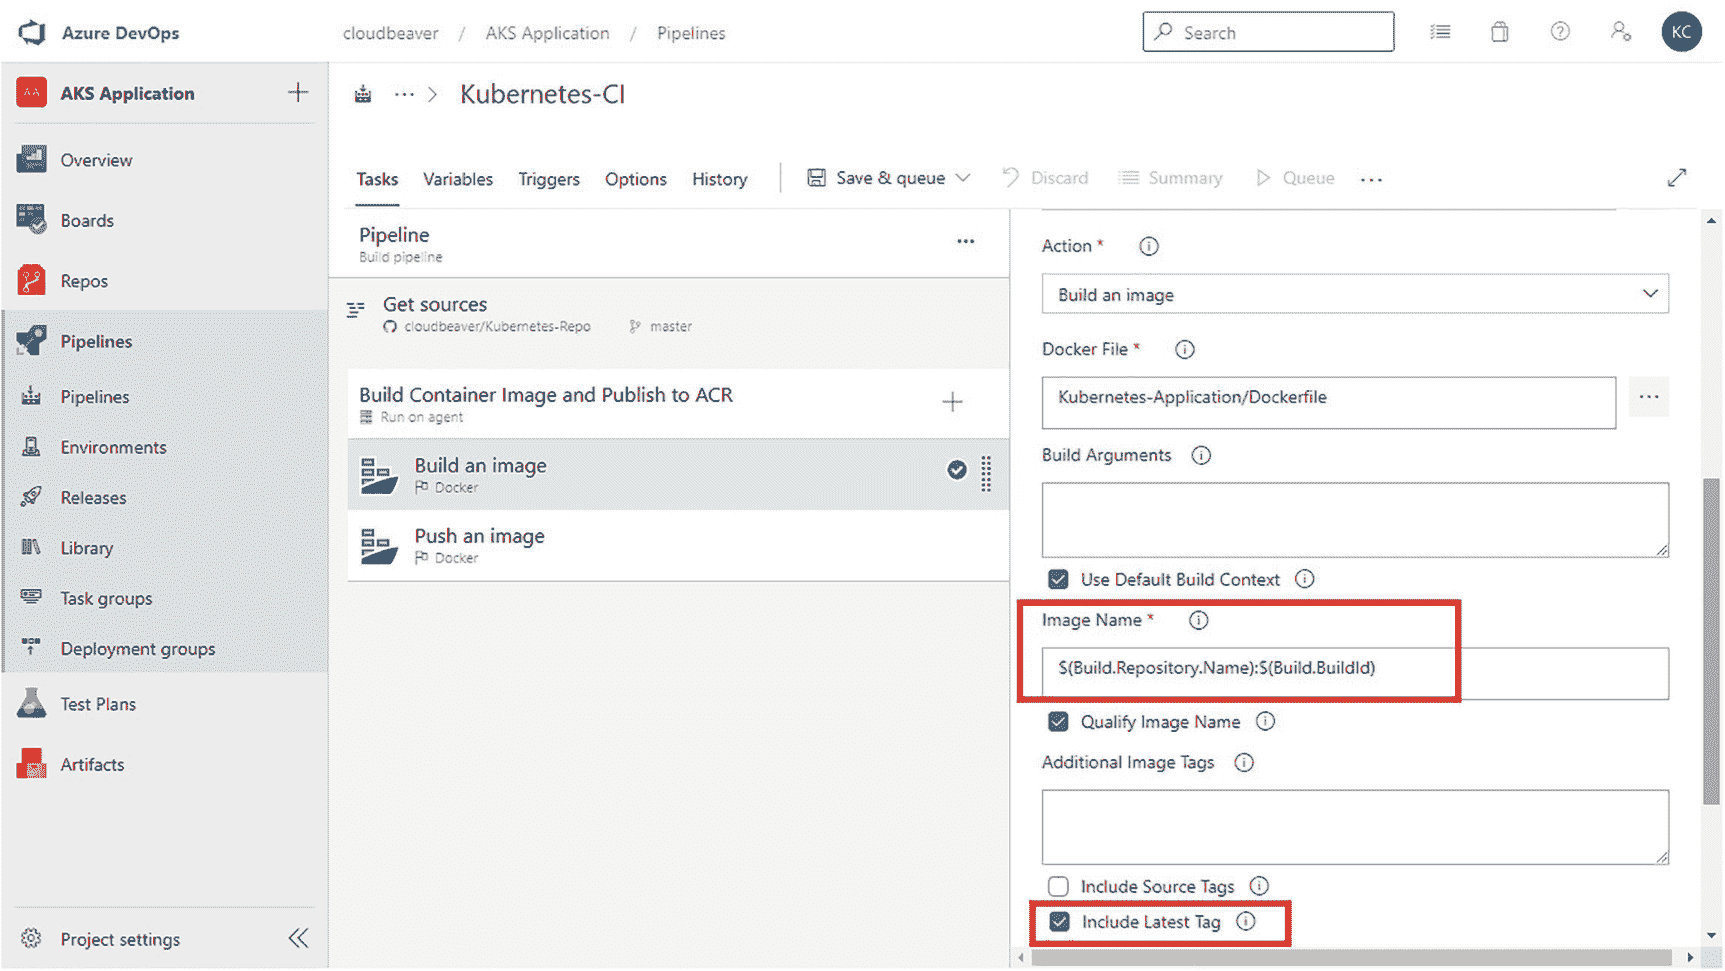 Azure DevOps
cloudbeaver / AKS Application / Pipelines
Search
KC
AA
AKS Application
Overview
Boards
Repos
Pipelines
Pipelines
Environments
Releases
Library
Task groups
Deployment groups
Test Plans
Artifacts
Project settings
... > Kubernetes-CI
Tasks Variables Triggers Options History Save & queue Discard Summary Queue ...
Pipeline
Build pipeline
Get sources
cloudbeaver/Kubernetes-Repo master
Build Container Image and Publish to ACR
Run on agent
Build an image
Docker
Push an image
Docker
Action *
Build an image
Docker File *
Kubernetes-Application/Dockerfile
Build Arguments
Use Default Build Context
Image Name *
$(Build.Repository.Name):$(Build.BuildId)
Qualify Image Name
Additional Image Tags
Include Source Tags
Include Latest Tag